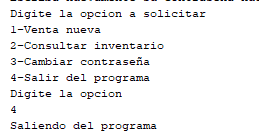 Digite la opcion a solicitar
1-Venta nueva
2-Consultar inventario
3-Cambiar contraseña
4-Salir del programa
Digite la opcion
4
Saliendo del programa